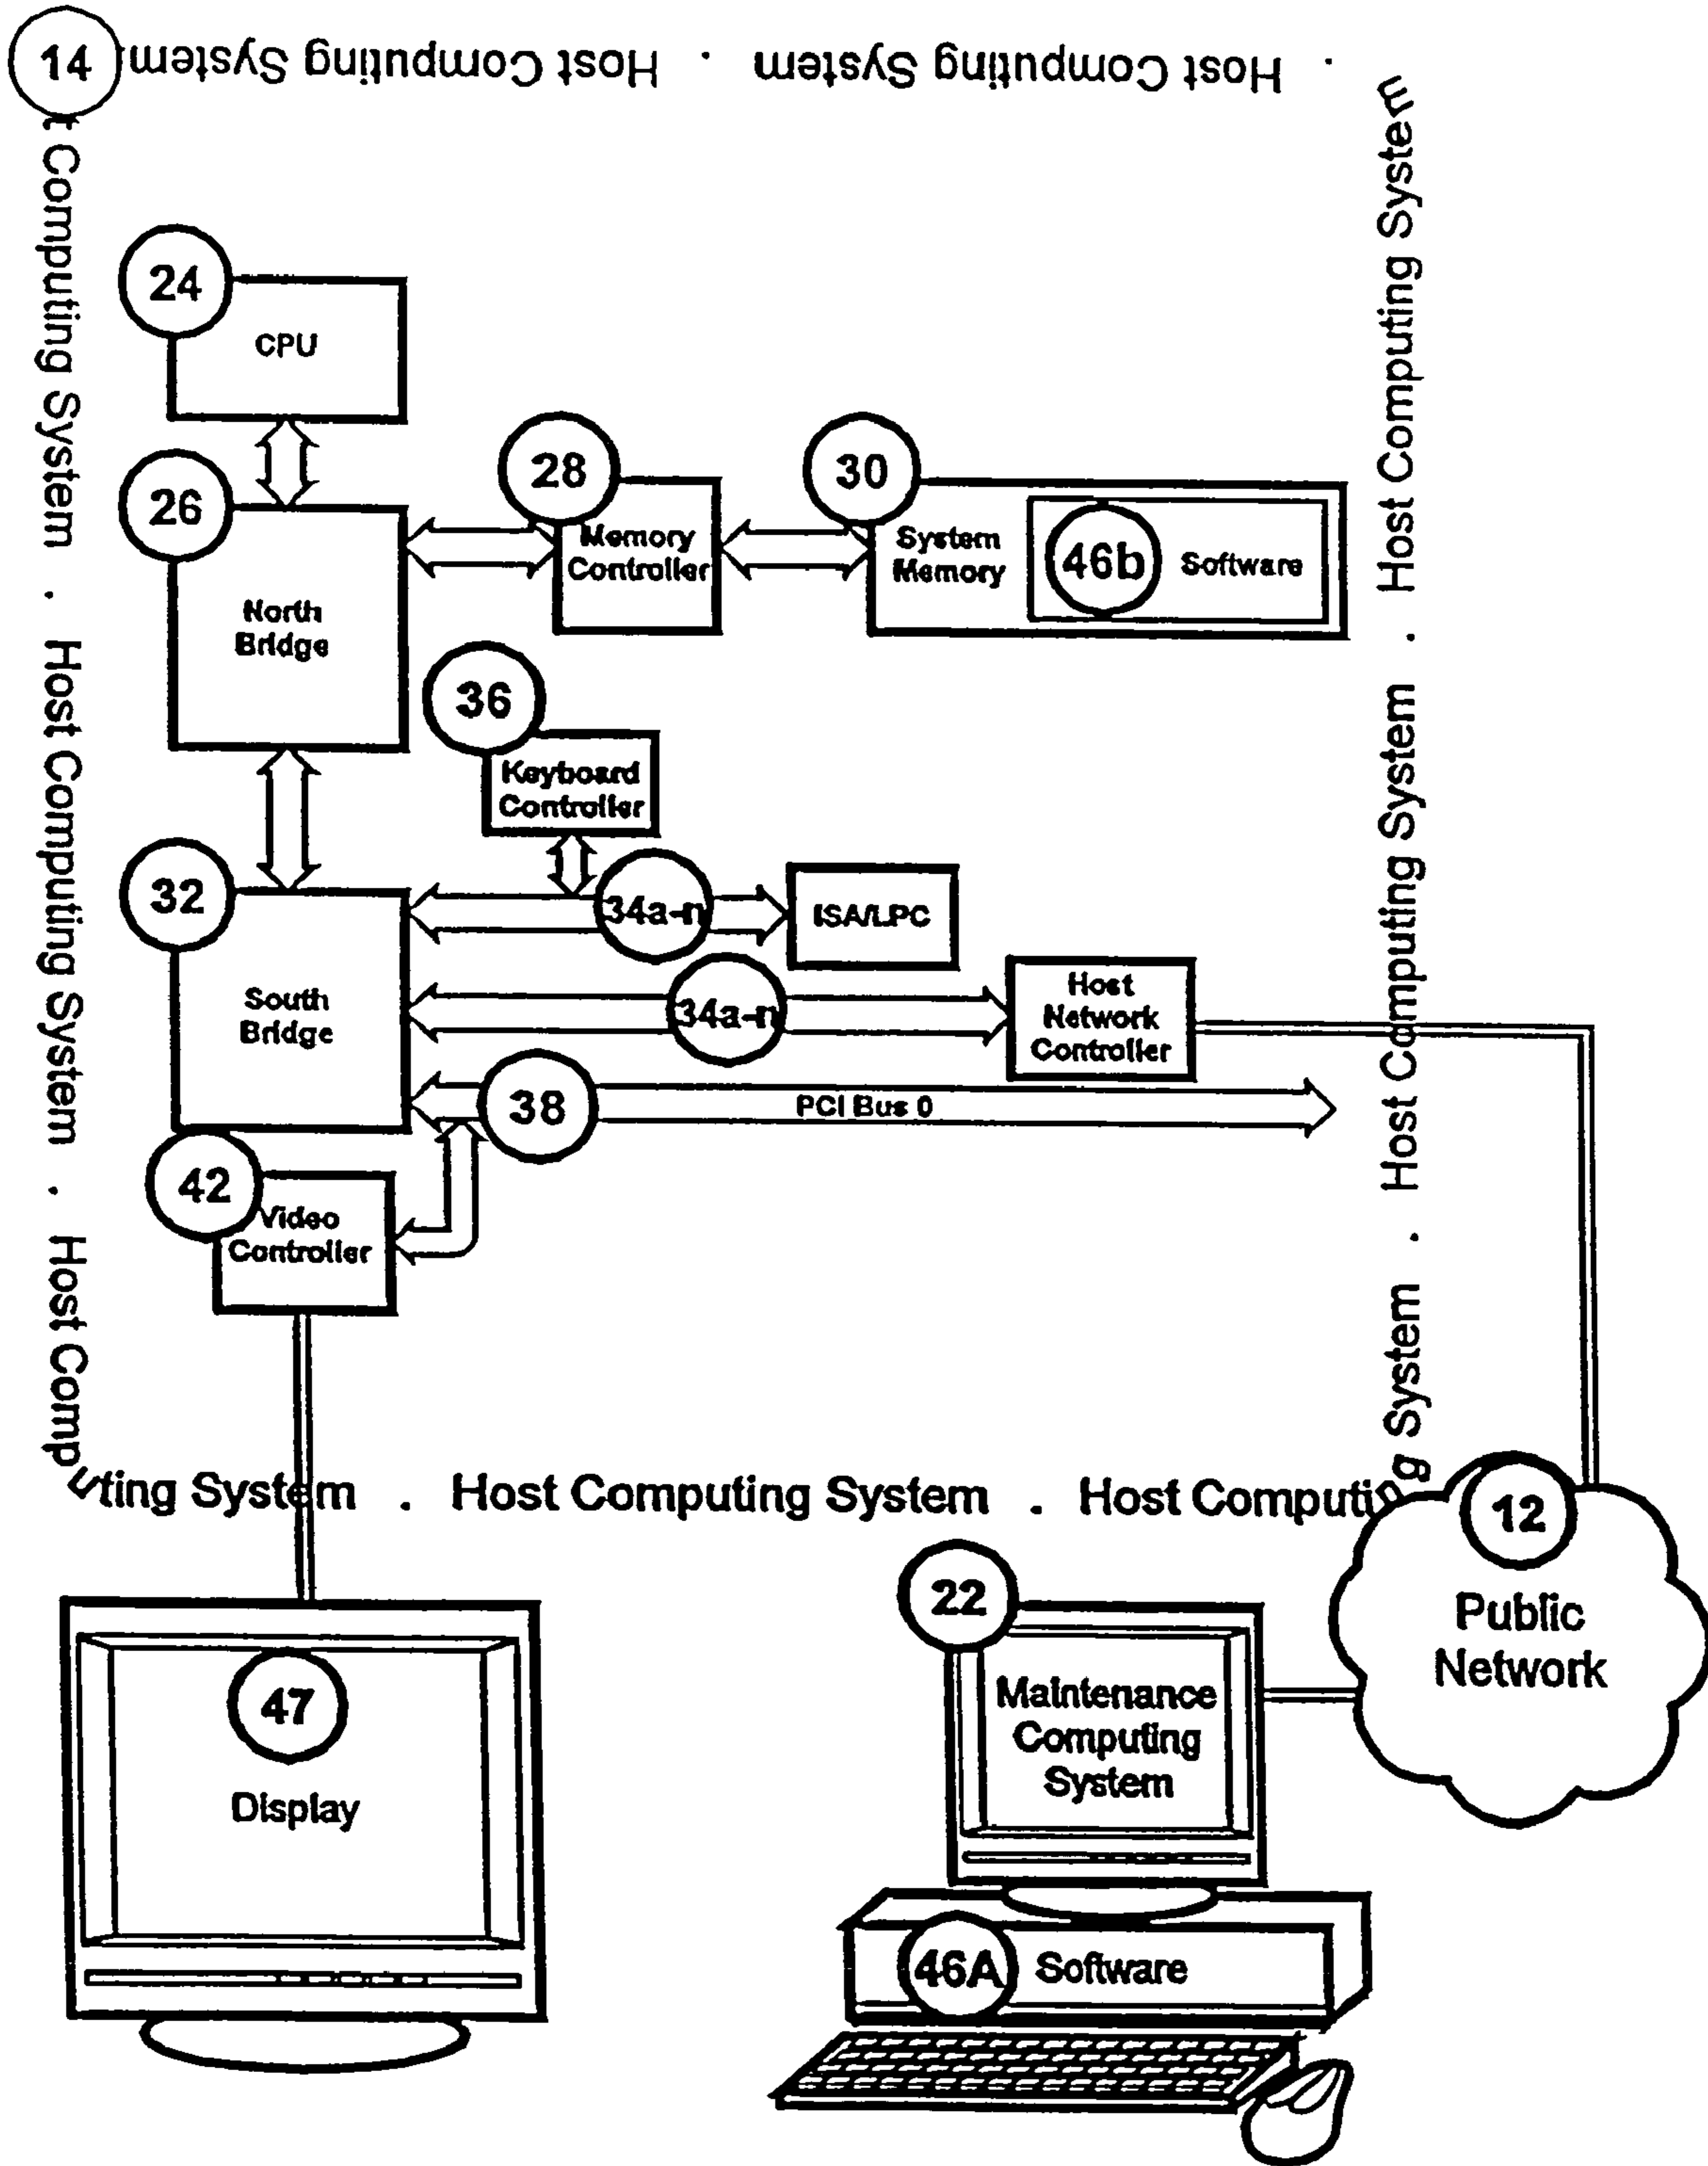 14
Host Computing System . Host Computing System .
t Computing System . Host Computing System . Host Computing System . Host Computing System . Host Computing System . Host Computing System . Host Computing System
24
CPU
26
North
Bridge
28
Memory
Controller
30
System
Memory
46b
Software
36
Keyboard
Controller
32
South
Bridge
34a-n
ISA/LPC
34a-n
Host
Network
Controller
38
PCI Bus 0
42
Video
Controller
12
Public
Network
22
Maintenance
Computing
System
47
Display
46A
Software